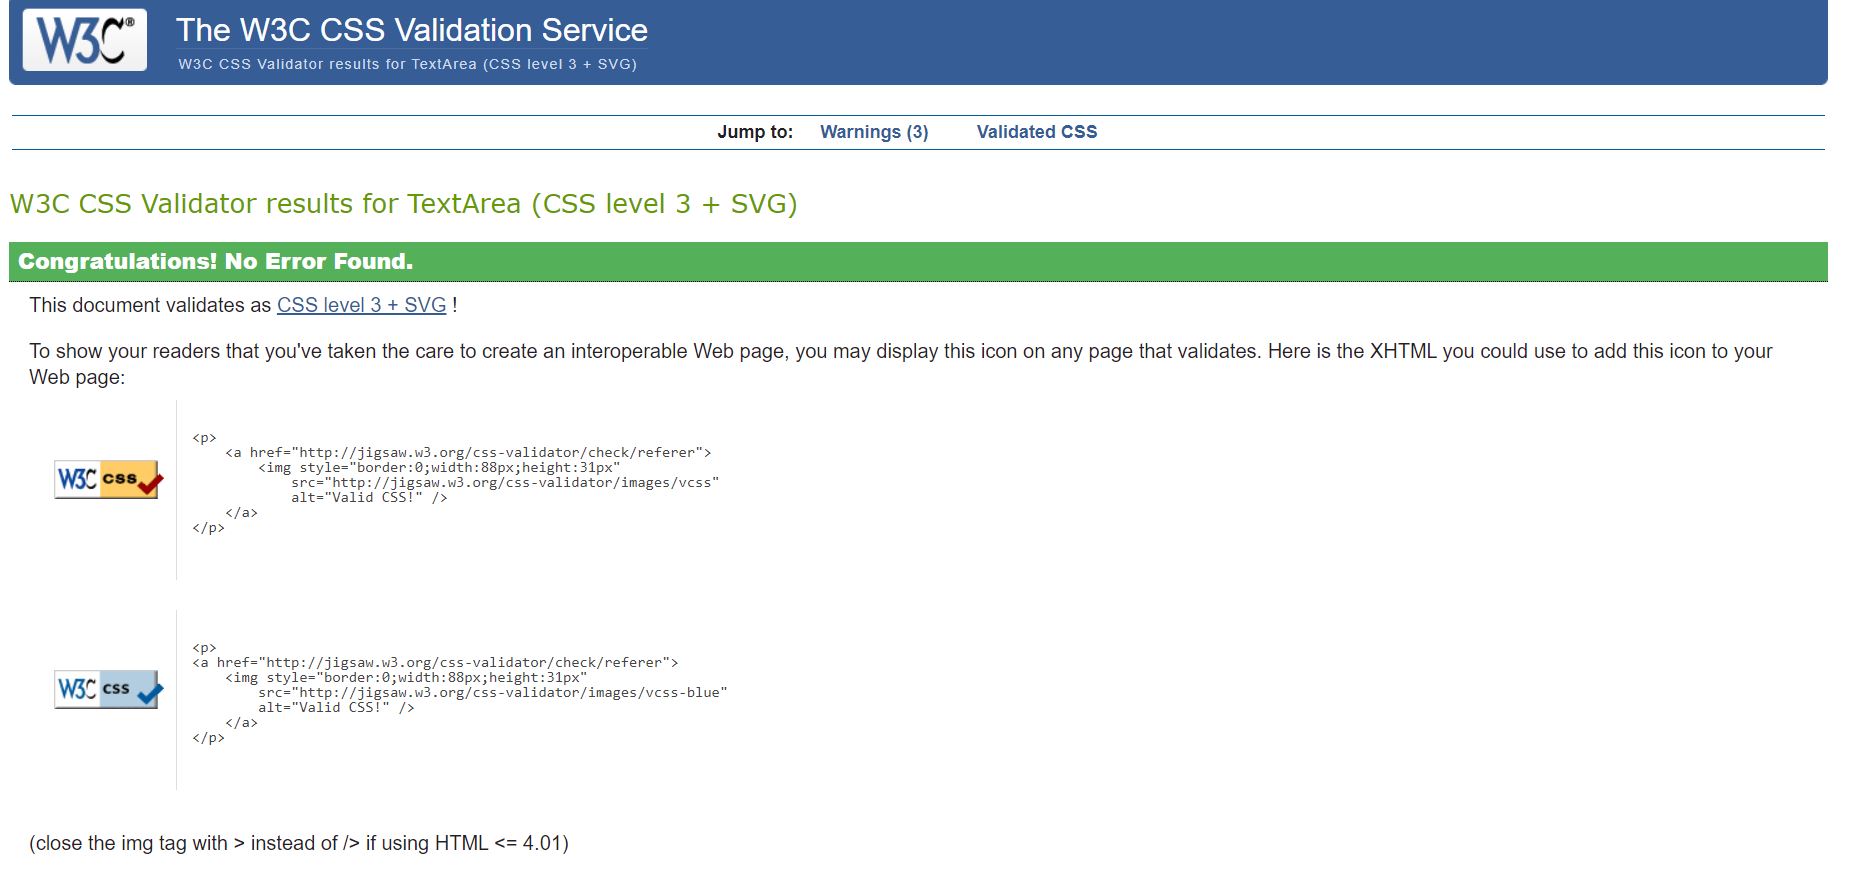 W3C®
The W3C CSS Validation Service
W3C CSS Validator results for TextArea (CSS level 3 + SVG)
Jump to: Warnings (3) Validated CSS
W3C CSS Validator results for TextArea (CSS level 3 + SVG)
Congratulations! No Error Found.
This document validates as CSS level 3 + SVG !
To show your readers that you've taken the care to create an interoperable Web page, you may display this icon on any page that validates. Here is the XHTML you could use to add this icon to your
Web page:
W3C css
<p>
    <a href="http://jigsaw.w3.org/css-validator/check/referer">
        <img style="border:0;width:88px;height:31px"
            src="http://jigsaw.w3.org/css-validator/images/vcss"
            alt="Valid CSS!" />
    </a>
</p>
W3C css
<p>
<a href="http://jigsaw.w3.org/css-validator/check/referer">
    <img style="border:0;width:88px;height:31px"
        src="http://jigsaw.w3.org/css-validator/images/vcss-blue"
        alt="Valid CSS!" />
    </a>
</p>
(close the img tag with > instead of /> if using HTML <= 4.01)